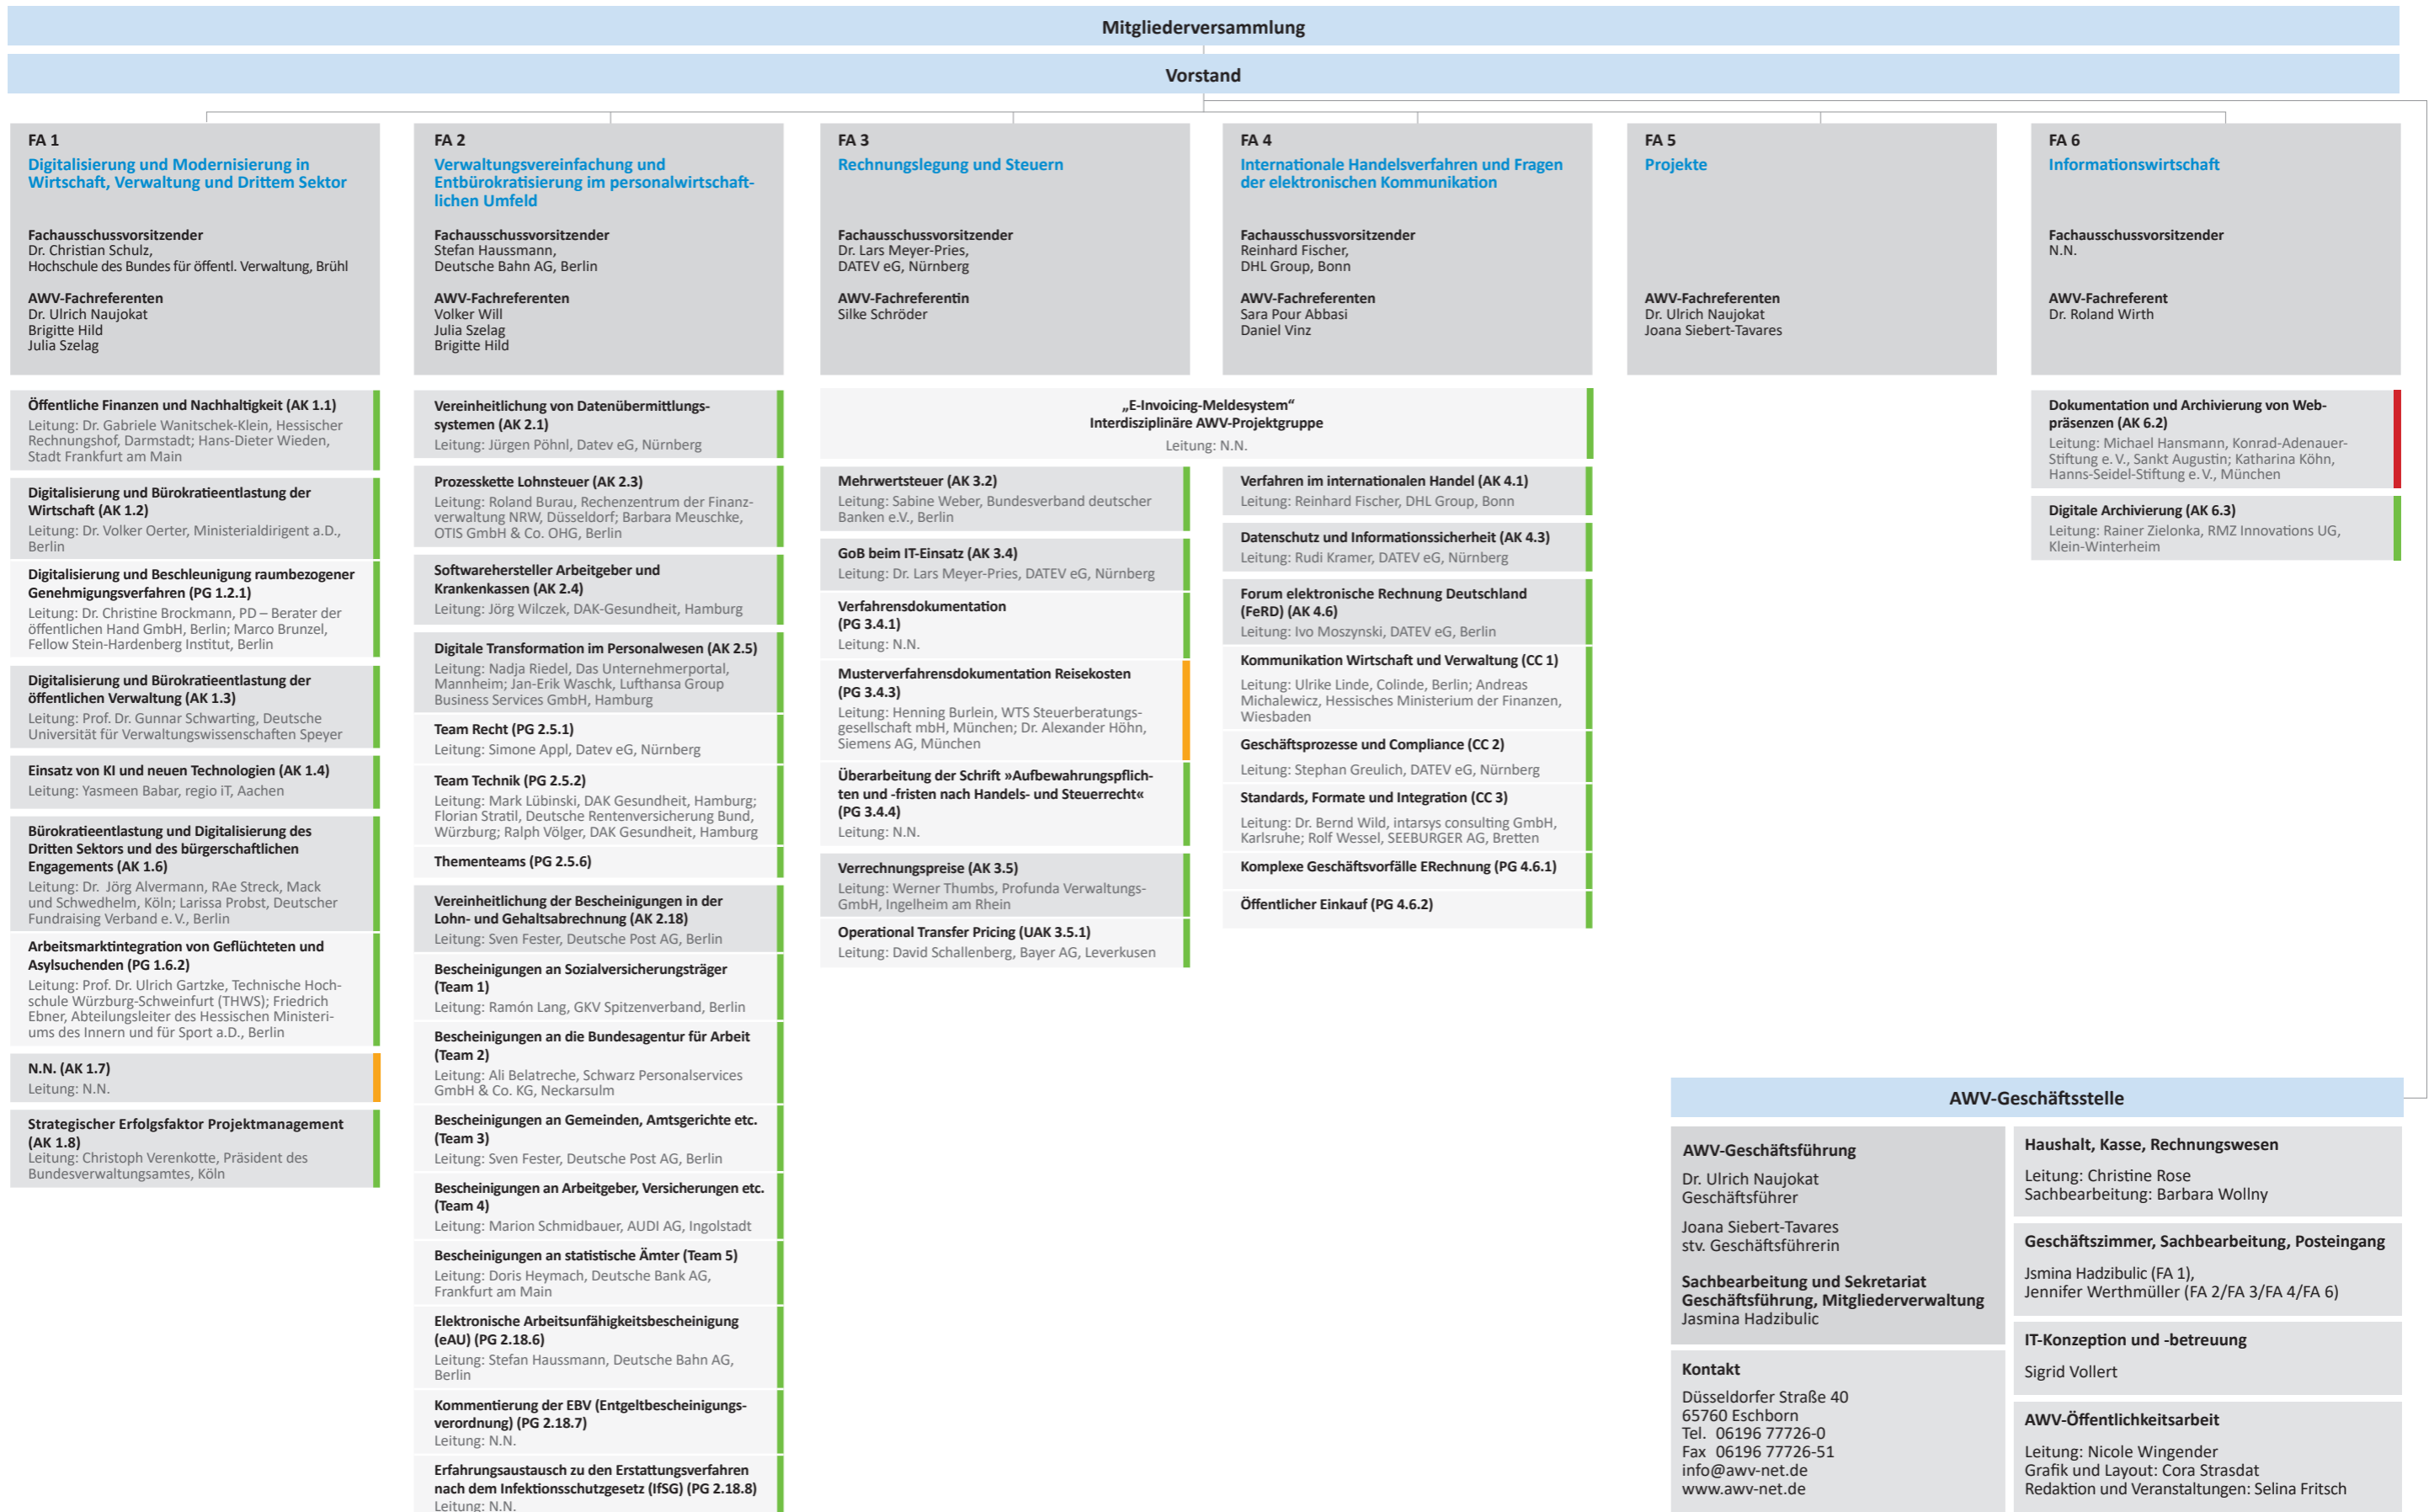 Mitgliederversammlung
Vorstand
FA 1
Digitalisierung und Modernisierung in
Wirtschaft, Verwaltung und Drittem Sektor
Fachausschussvorsitzender
Dr. Christian Schulz,
Hochschule des Bundes für öffentl. Verwaltung, Brühl
AWV-Fachreferenten
Dr. Ulrich Naujokat
Brigitte Hild
Julia Szelag
Öffentliche Finanzen und Nachhaltigkeit (AK 1.1)
Leitung: Dr. Gabriele Wanitschek-Klein, Hessischer
Rechnungshof, Darmstadt; Hans-Dieter Wieden,
Stadt Frankfurt am Main
Digitalisierung und Bürokratieentlastung der
Wirtschaft (AK 1.2)
Leitung: Dr. Volker Oerter, Ministerialdirigent a.D.,
Berlin
Digitalisierung und Beschleunigung raumbezogener
Genehmigungsverfahren (PG 1.2.1)
Leitung: Dr. Christine Brockmann, PD – Berater der
öffentlichen Hand GmbH, Berlin; Marco Brunzel,
Fellow Stein-Hardenberg Institut, Berlin
Digitalisierung und Bürokratieentlastung der
öffentlichen Verwaltung (AK 1.3)
Leitung: Prof. Dr. Gunnar Schwarting, Deutsche
Universität für Verwaltungswissenschaften Speyer
Einsatz von KI und neuen Technologien (AK 1.4)
Leitung: Yasmeen Babar, regio iT, Aachen
Bürokratieentlastung und Digitalisierung des
Dritten Sektors und des bürgerschaftlichen
Engagements (AK 1.6)
Leitung: Dr. Jörg Alvermann, RAe Streck, Mack
und Schwedhelm, Köln; Larissa Probst, Deutscher
Fundraising Verband e. V., Berlin
Arbeitsmarktintegration von Geflüchteten und
Asylsuchenden (PG 1.6.2)
Leitung: Prof. Dr. Ulrich Gartzke, Technische Hoch-
schule Würzburg-Schweinfurt (THWS); Friedrich
Ebner, Abteilungsleiter des Hessischen Ministeri-
ums des Innern und für Sport a.D., Berlin
N.N. (AK 1.7)
Leitung: N.N.
Strategischer Erfolgsfaktor Projektmanagement
(AK 1.8)
Leitung: Christoph Verenkotte, Präsident des
Bundesverwaltungsamtes, Köln
FA 2
Verwaltungsvereinfachung und
Entbürokratisierung im personalwirtschaft-
lichen Umfeld
Fachausschussvorsitzender
Stefan Haussmann,
Deutsche Bahn AG, Berlin
AWV-Fachreferenten
Volker Will
Julia Szelag
Brigitte Hild
Vereinheitlichung von Datenübermittlungs-
systemen (AK 2.1)
Leitung: Jürgen Pöhnl, Datev eG, Nürnberg
Prozesskette Lohnsteuer (AK 2.3)
Leitung: Roland Burau, Rechenzentrum der Finanz-
verwaltung NRW, Düsseldorf; Barbara Meuschke,
OTIS GmbH & Co. OHG, Berlin
Softwarehersteller Arbeitgeber und
Krankenkassen (AK 2.4)
Leitung: Jörg Wilczek, DAK-Gesundheit, Hamburg
Digitale Transformation im Personalwesen (AK 2.5)
Leitung: Nadja Riedel, Das Unternehmerportal,
Mannheim; Jan-Erik Waschk, Lufthansa Group
Business Services GmbH, Hamburg
Team Recht (PG 2.5.1)
Leitung: Simone Appl, Datev eG, Nürnberg
Team Technik (PG 2.5.2)
Leitung: Mark Lübinski, DAK Gesundheit, Hamburg;
Florian Stratil, Deutsche Rentenversicherung Bund,
Würzburg; Ralph Völger, DAK Gesundheit, Hamburg
Thementeams (PG 2.5.6)
Vereinheitlichung der Bescheinigungen in der
Lohn- und Gehaltsabrechnung (AK 2.18)
Leitung: Sven Fester, Deutsche Post AG, Berlin
Bescheinigungen an Sozialversicherungsträger
(Team 1)
Leitung: Ramón Lang, GKV Spitzenverband, Berlin
Bescheinigungen an die Bundesagentur für Arbeit
(Team 2)
Leitung: Ali Belatreche, Schwarz Personalservices
GmbH & Co. KG, Neckarsulm
Bescheinigungen an Gemeinden, Amtsgerichte etc.
(Team 3)
Leitung: Sven Fester, Deutsche Post AG, Berlin
Bescheinigungen an Arbeitgeber, Versicherungen etc.
(Team 4)
Leitung: Marion Schmidbauer, AUDI AG, Ingolstadt
Bescheinigungen an statistische Ämter (Team 5)
Leitung: Doris Heymach, Deutsche Bank AG,
Frankfurt am Main
Elektronische Arbeitsunfähigkeitsbescheinigung
(eAU) (PG 2.18.6)
Leitung: Stefan Haussmann, Deutsche Bahn AG,
Berlin
Kommentierung der EBV (Entgeltbescheinigungs-
verordnung) (PG 2.18.7)
Leitung: N.N.
Erfahrungsaustausch zu den Erstattungsverfahren
nach dem Infektionsschutzgesetz (IfSG) (PG 2.18.8)
Leitung: N.N.
FA 3
Rechnungslegung und Steuern
Fachausschussvorsitzender
Dr. Lars Meyer-Pries,
DATEV eG, Nürnberg
AWV-Fachreferentin
Silke Schröder
FA 4
Internationale Handelsverfahren und Fragen
der elektronischen Kommunikation
Fachausschussvorsitzender
Reinhard Fischer,
DHL Group, Bonn
AWV-Fachreferenten
Sara Pour Abbasi
Daniel Vinz
„E-Invoicing-Meldesystem“
Interdisziplinäre AWV-Projektgruppe
Leitung: N.N.
Mehrwertsteuer (AK 3.2)
Leitung: Sabine Weber, Bundesverband deutscher
Banken e.V., Berlin
GoB beim IT-Einsatz (AK 3.4)
Leitung: Dr. Lars Meyer-Pries, DATEV eG, Nürnberg
Verfahrensdokumentation
(PG 3.4.1)
Leitung: N.N.
Musterverfahrensdokumentation Reisekosten
(PG 3.4.3)
Leitung: Henning Burlein, WTS Steuerberatungs-
gesellschaft mbH, München; Dr. Alexander Höhn,
Siemens AG, München
Überarbeitung der Schrift »Aufbewahrungspflich-
ten und -fristen nach Handels- und Steuerrecht«
(PG 3.4.4)
Leitung: N.N.
Verrechnungspreise (AK 3.5)
Leitung: Werner Thumbs, Profunda Verwaltungs-
GmbH, Ingelheim am Rhein
Operational Transfer Pricing (UAK 3.5.1)
Leitung: David Schallenberg, Bayer AG, Leverkusen
Verfahren im internationalen Handel (AK 4.1)
Leitung: Reinhard Fischer, DHL Group, Bonn
Datenschutz und Informationssicherheit (AK 4.3)
Leitung: Rudi Kramer, DATEV eG, Nürnberg
Forum elektronische Rechnung Deutschland
(FeRD) (AK 4.6)
Leitung: Ivo Moszynski, DATEV eG, Berlin
Kommunikation Wirtschaft und Verwaltung (CC 1)
Leitung: Ulrike Linde, Colinde, Berlin; Andreas
Michalewicz, Hessisches Ministerium der Finanzen,
Wiesbaden
Geschäftsprozesse und Compliance (CC 2)
Leitung: Stephan Greulich, DATEV eG, Nürnberg
Standards, Formate und Integration (CC 3)
Leitung: Dr. Bernd Wild, intarsys consulting GmbH,
Karlsruhe; Rolf Wessel, SEEBURGER AG, Bretten
Komplexe Geschäftsvorfälle ERechnung (PG 4.6.1)
Öffentlicher Einkauf (PG 4.6.2)
FA 5
Projekte
AWV-Fachreferenten
Dr. Ulrich Naujokat
Joana Siebert-Tavares
FA 6
Informationswirtschaft
Fachausschussvorsitzender
N.N.
AWV-Fachreferent
Dr. Roland Wirth
Dokumentation und Archivierung von Web-
präsenzen (AK 6.2)
Leitung: Michael Hansmann, Konrad-Adenauer-
Stiftung e. V., Sankt Augustin; Katharina Köhn,
Hanns-Seidel-Stiftung e. V., München
Digitale Archivierung (AK 6.3)
Leitung: Rainer Zielonka, RMZ Innovations UG,
Klein-Winterheim
AWV-Geschäftsstelle
AWV-Geschäftsführung
Dr. Ulrich Naujokat
Geschäftsführer
Joana Siebert-Tavares
stv. Geschäftsführerin
Sachbearbeitung und Sekretariat
Geschäftsführung, Mitgliederverwaltung
Jasmina Hadzibulic
Kontakt
Düsseldorfer Straße 40
65760 Eschborn
Tel. 06196 77726-0
Fax 06196 77726-51
info@awv-net.de
www.awv-net.de
Haushalt, Kasse, Rechnungswesen
Leitung: Christine Rose
Sachbearbeitung: Barbara Wollny
Geschäftszimmer, Sachbearbeitung, Posteingang
Jsmina Hadzibulic (FA 1),
Jennifer Werthmüller (FA 2/FA 3/FA 4/FA 6)
IT-Konzeption und -betreuung
Sigrid Vollert
AWV-Öffentlichkeitsarbeit
Leitung: Nicole Wingender
Grafik und Layout: Cora Strasdat
Redaktion und Veranstaltungen: Selina Fritsch